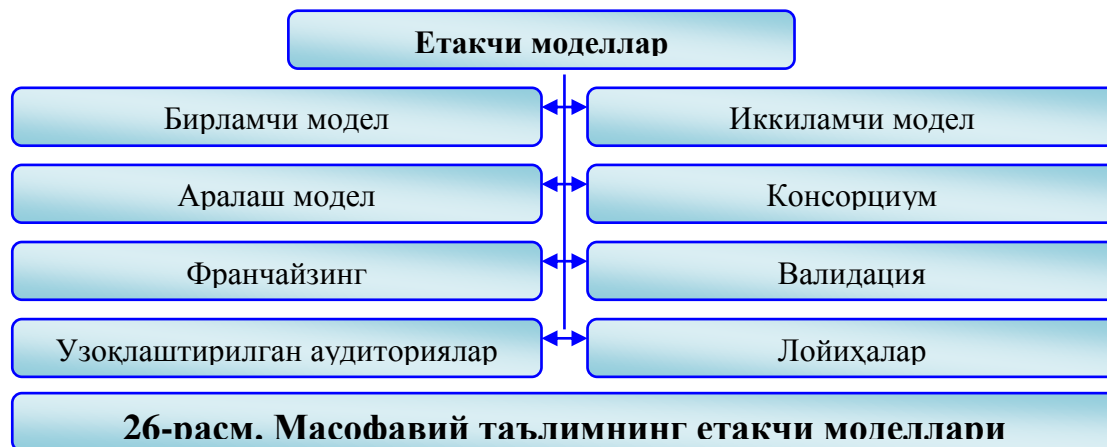 Етакчи моделлар
Бирламчи модел
Иккиламчи модел
Аралаш модел
Консорциум
Франчайзинг
Валидация
Узоқлаштирилган аудиториялар
Лойиҳалар
26-расм. Масофавий таълимнинг етакчи моделлари